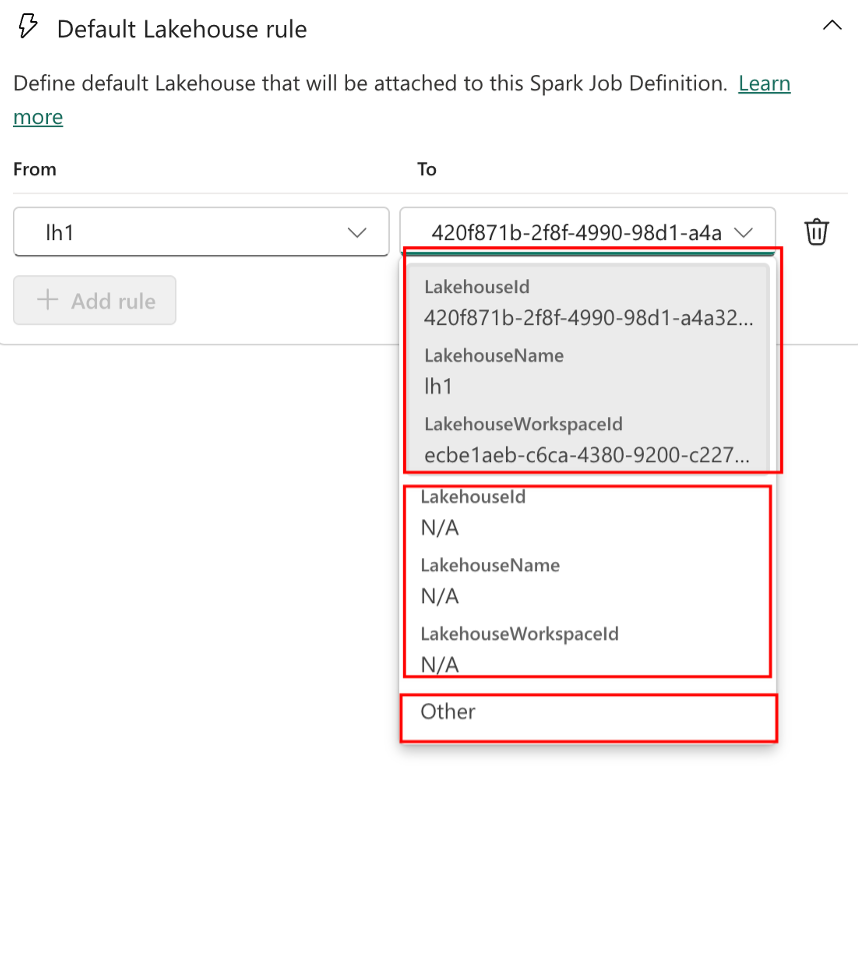 Default Lakehouse rule
Define default Lakehouse that will be attached to this Spark Job Definition. Learn
more
From To
lh1 420f871b-2f8f-4990-98d1-a4a
Add rule
LakehouseId
420f871b-2f8f-4990-98d1-a4a32...
LakehouseName
lh1
LakehouseWorkspaceId
ecbe1aeb-c6ca-4380-9200-c227...
LakehouseId
N/A
LakehouseName
N/A
LakehouseWorkspaceId
N/A
Other